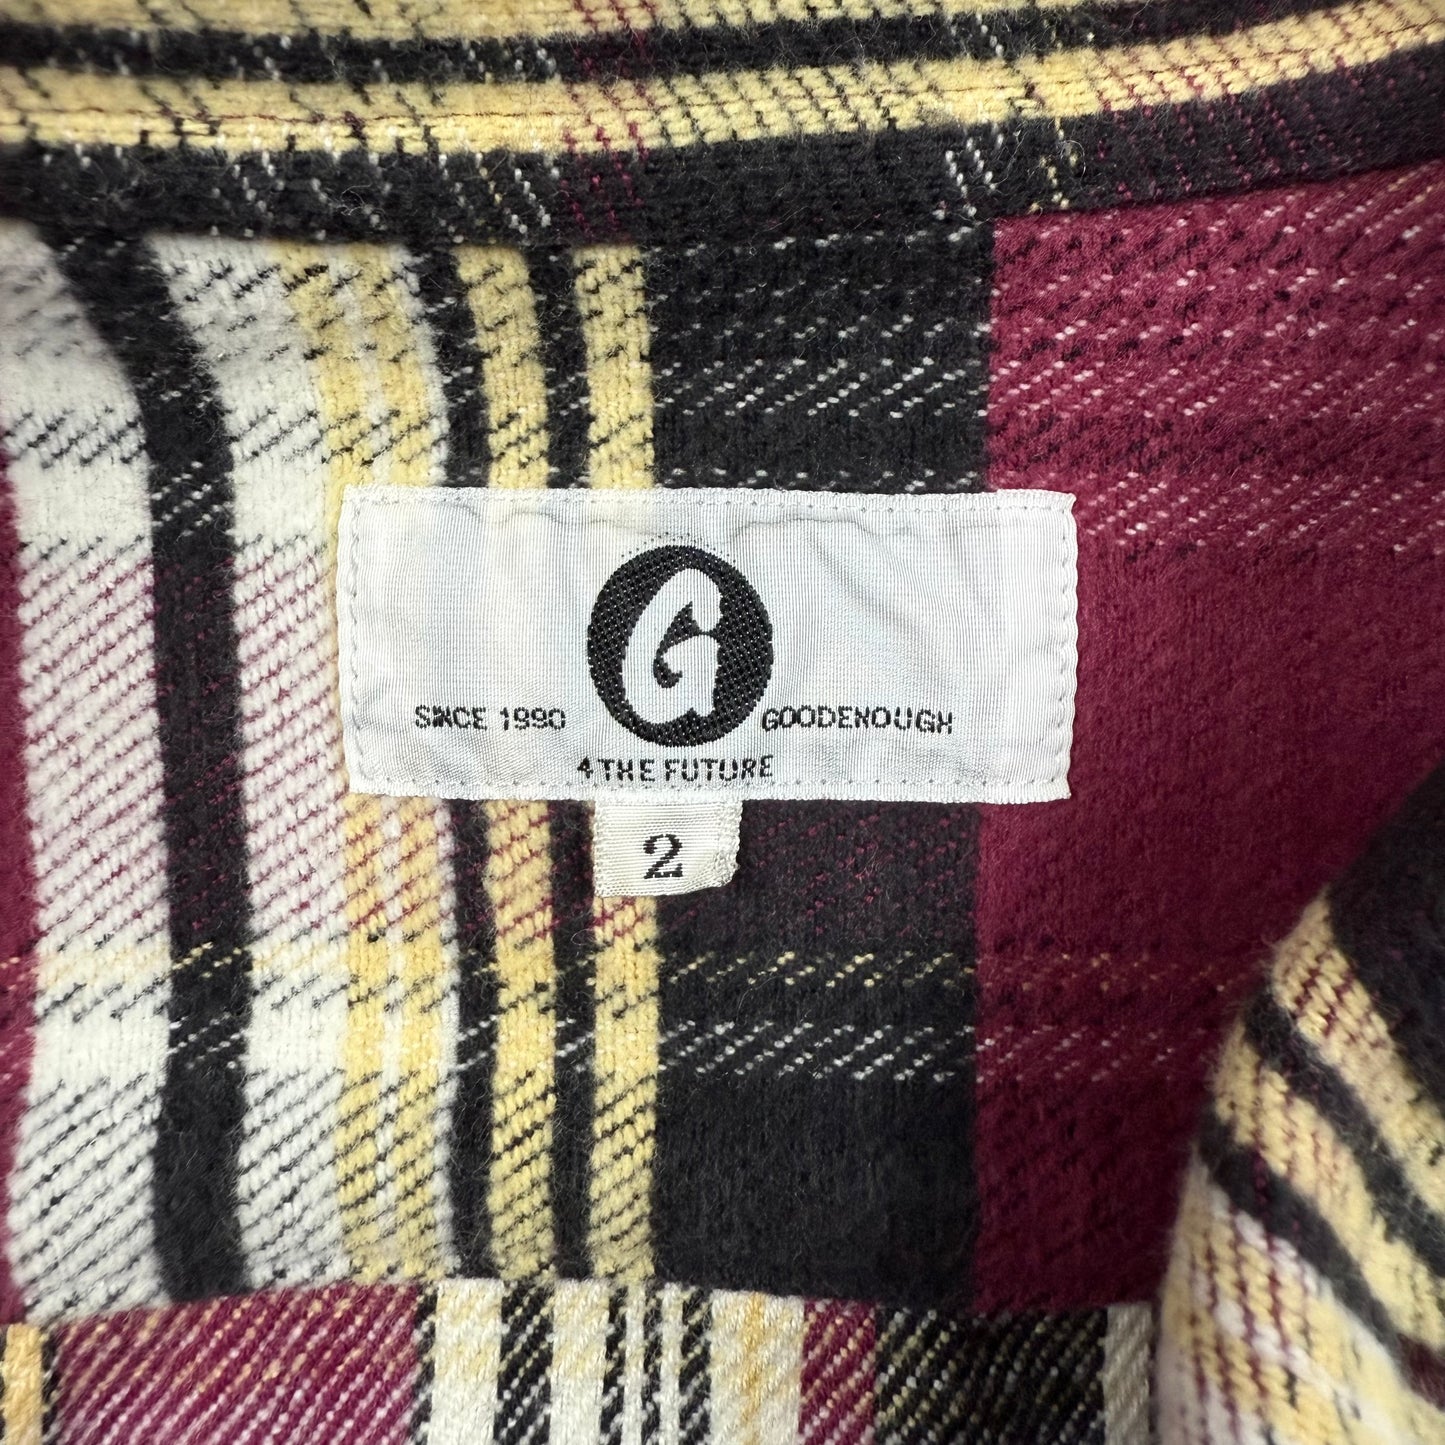 G
SINCE 1990 GOODENOUGH
4 THE FUTURE
2